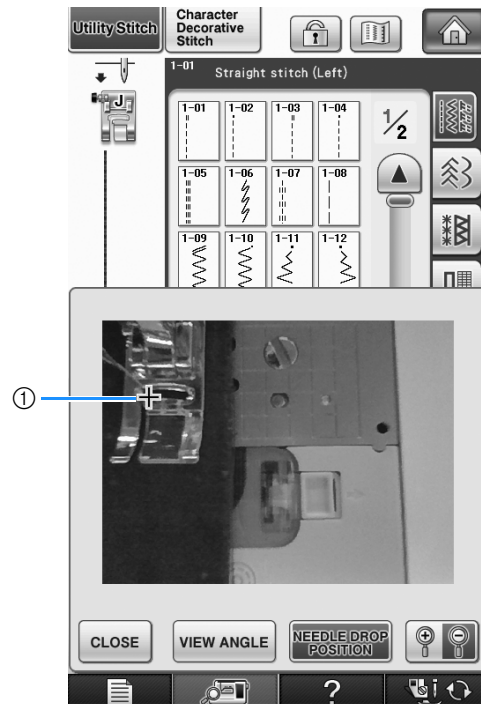 Utility Stitch
Character
Decorative
Stitch
1-01
Straight stitch (Left)
J
1-01
1-02
1-03
1-04
1/2
1-05
1-06
1-07
1-08
1-09
1-10
1-11
1-12
①
CLOSE
VIEW ANGLE
NEEDLE DROP
POSITION
?
i